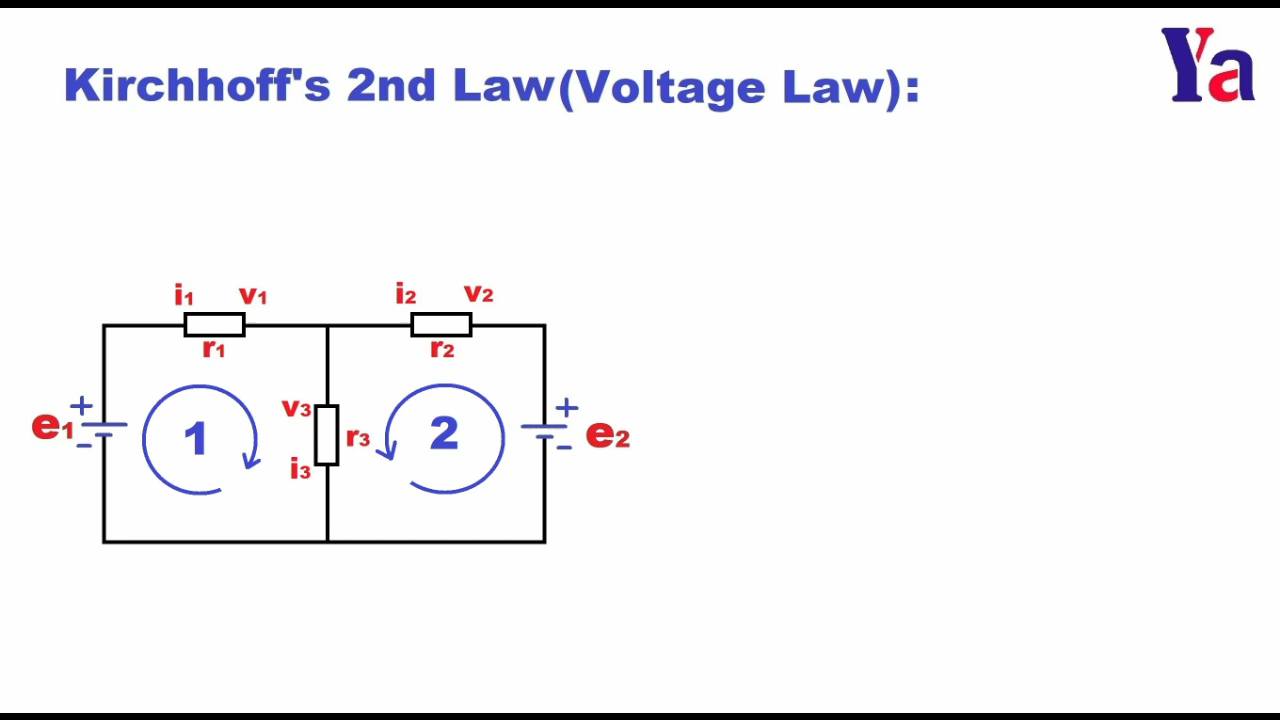 Ya
Kirchhoff's 2nd Law(Voltage Law):
i1 v1 i2 v2
r1 r2
+ v3 +
e1 1 r3 2 e2
- i3 -